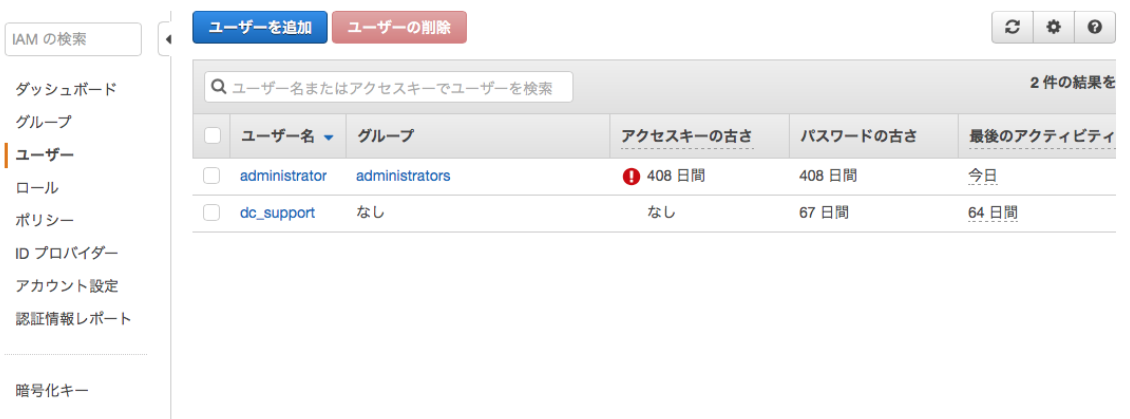 IAM の検索
ユーザーを追加 ユーザーの削除
ダッシュボード
グループ
ユーザー
ロール
ポリシー
ID プロバイダー
アカウント設定
認証情報レポート
暗号化キー
ユーザー名またはアクセスキーでユーザーを検索
2 件の結果を
ユーザー名 グループ アクセスキーの古さ パスワードの古さ 最後のアクティビティ
administrator administrators 408 日間 408 日間 今日
dc_support なし なし 67 日間 64 日間